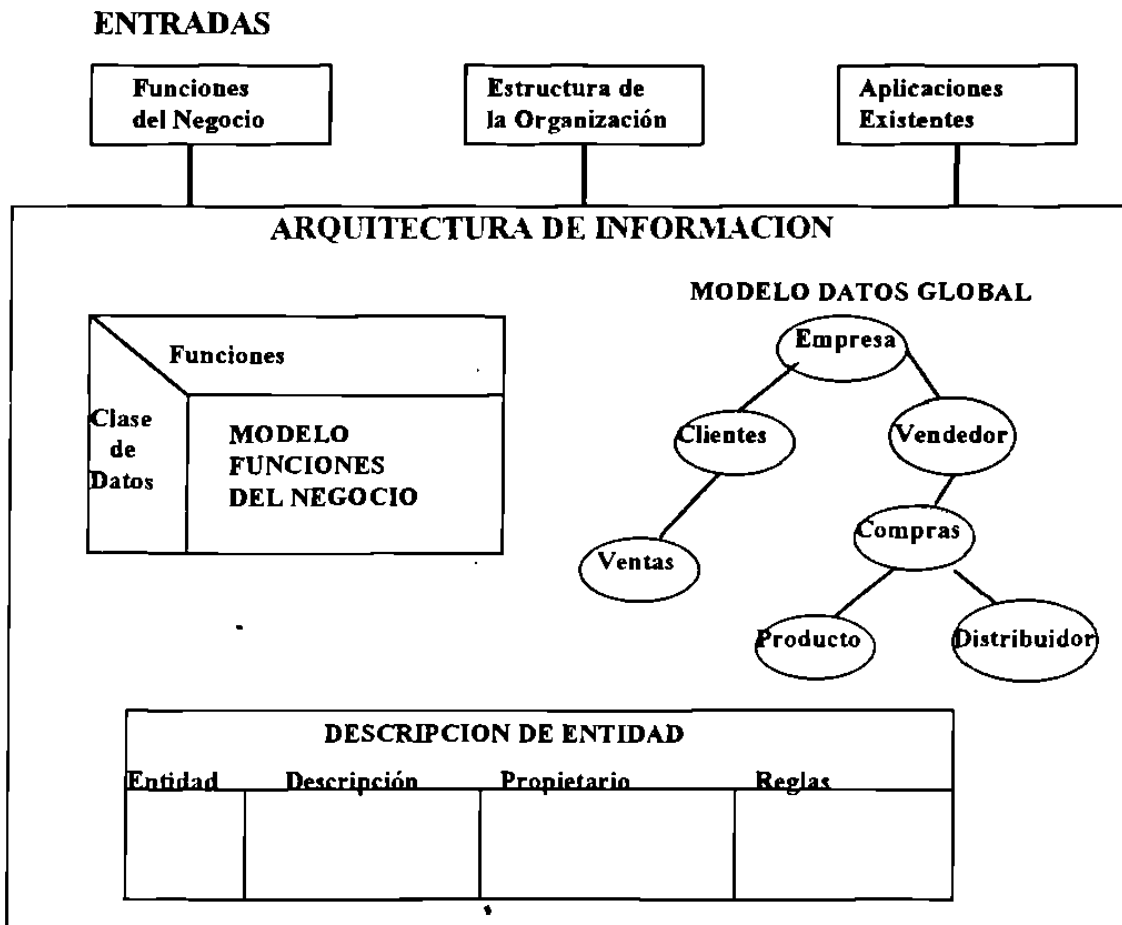 ENTRADAS
Funciones
del Negocio
Estructura de
la Organización
Aplicaciones
Existentes
ARQUITECTURA DE INFORMACION
Funciones
Clase
de
Datos
MODELO
FUNCIONES
DEL NEGOCIO
MODELO DATOS GLOBAL
Empresa
Clientes
Vendedor
Compras
Ventas
Producto
Distribuidor
DESCRIPCION DE ENTIDAD
Entidad Descripción Propietario Reglas